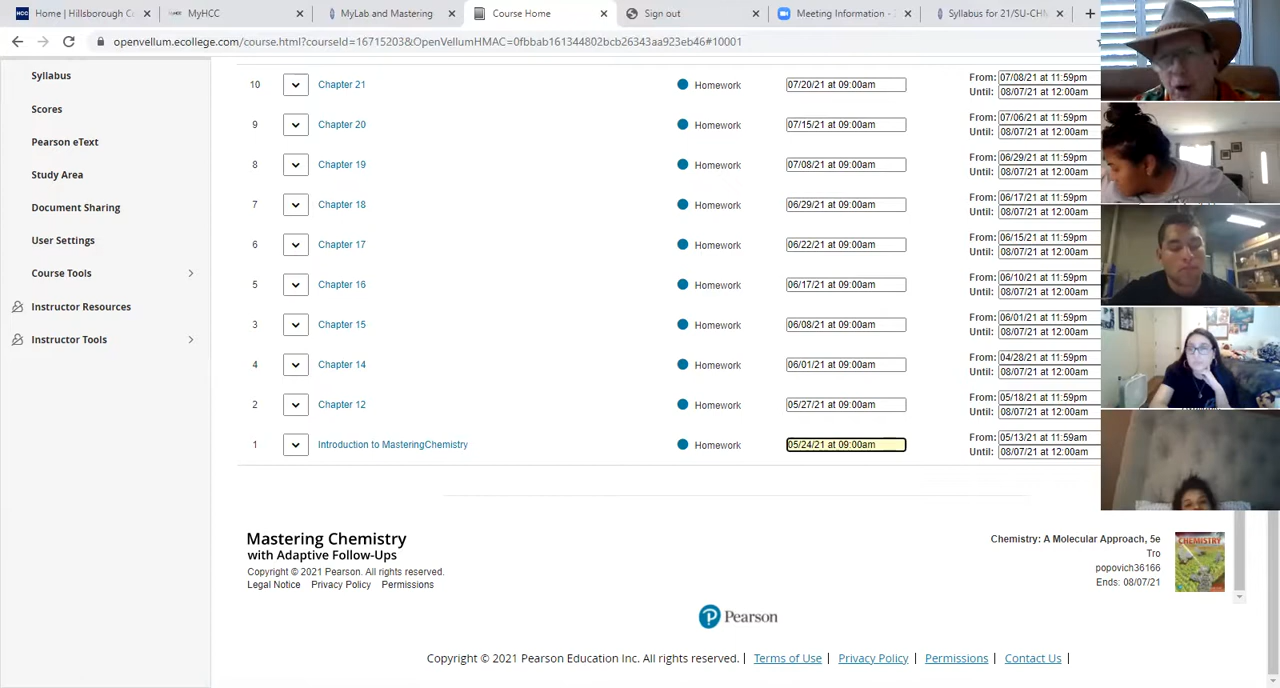 HCC Home | Hillsborough C
HCC MyHCC
MyLab and Mastering
Course Home
Sign out
Meeting Information -
Syllabus for 21/SU-CHM
openvellum.ecollege.com/course.html?courseId=16715203&OpenVellumHMAC=0fbbab161344802bcb26343aa923eb46#10001
Syllabus
Scores
Pearson eText
Study Area
Document Sharing
User Settings
Course Tools
Instructor Resources
Instructor Tools
10 Chapter 21 Homework 07/20/21 at 09:00am From: 07/08/21 at 11:59pm
Until: 08/07/21 at 12:00am
9 Chapter 20 Homework 07/15/21 at 09:00am From: 07/06/21 at 11:59pm
Until: 08/07/21 at 12:00am
8 Chapter 19 Homework 07/08/21 at 09:00am From: 06/29/21 at 11:59pm
Until: 08/07/21 at 12:00am
7 Chapter 18 Homework 06/29/21 at 09:00am From: 06/17/21 at 11:59pm
Until: 08/07/21 at 12:00am
6 Chapter 17 Homework 06/22/21 at 09:00am From: 06/15/21 at 11:59pm
Until: 08/07/21 at 12:00am
5 Chapter 16 Homework 06/17/21 at 09:00am From: 06/10/21 at 11:59pm
Until: 08/07/21 at 12:00am
3 Chapter 15 Homework 06/08/21 at 09:00am From: 06/01/21 at 11:59pm
Until: 08/07/21 at 12:00am
4 Chapter 14 Homework 06/01/21 at 09:00am From: 04/28/21 at 11:59pm
Until: 08/07/21 at 12:00am
2 Chapter 12 Homework 05/27/21 at 09:00am From: 05/18/21 at 11:59pm
Until: 08/07/21 at 12:00am
1 Introduction to MasteringChemistry Homework 05/24/21 at 09:00am From: 05/13/21 at 11:59am
Until: 08/07/21 at 12:00am
Mastering Chemistry
with Adaptive Follow-Ups
Copyright © 2021 Pearson. All rights reserved.
Legal Notice Privacy Policy Permissions
Chemistry: A Molecular Approach, 5e
Tro
popovich36166
Ends: 08/07/21
CHEMISTRY
Pearson
Copyright © 2021 Pearson Education Inc. All rights reserved. | Terms of Use | Privacy Policy | Permissions | Contact Us |